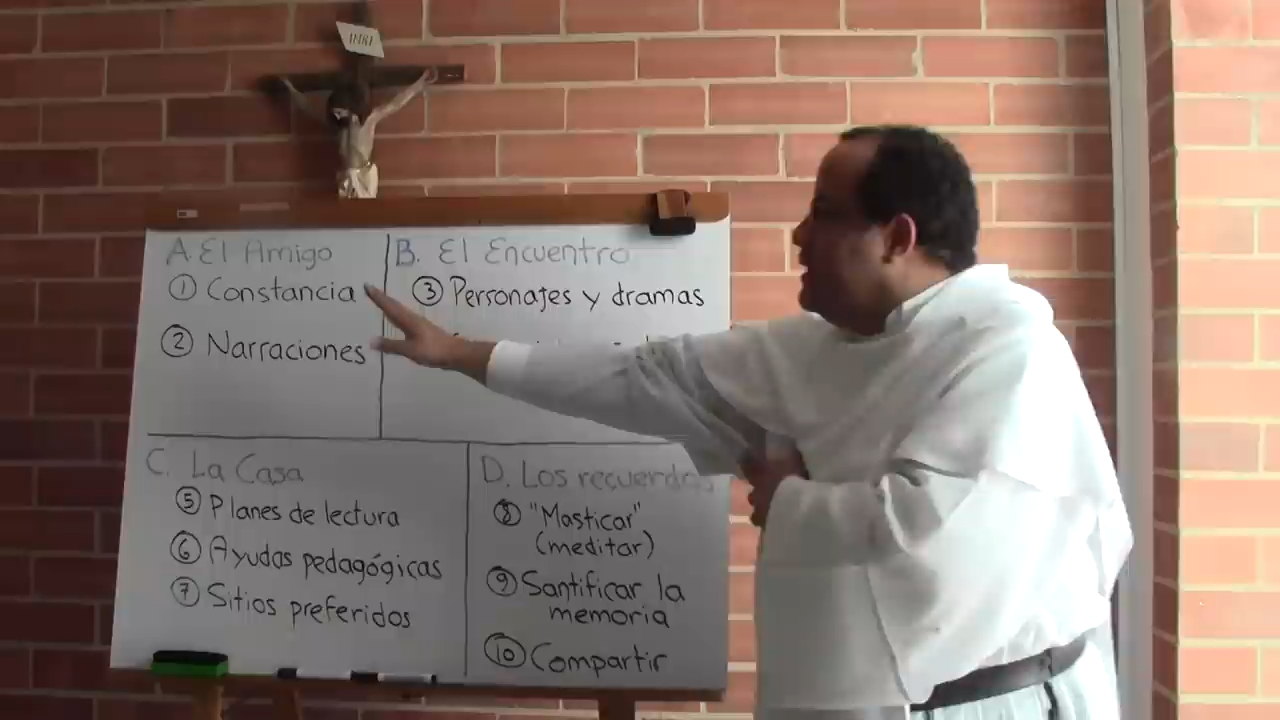 INRI
A. El Amigo
① Constancia
② Narraciones
B. El Encuentro
③ Personajes y dramas
C. La Casa
⑤ Planes de lectura
⑥ Ayudas pedagógicas
⑦ Sitios preferidos
D. Los recuerdos
⑧ "Masticar"
(meditar)
⑨ Santificar la
memoria
⑩ Compartir